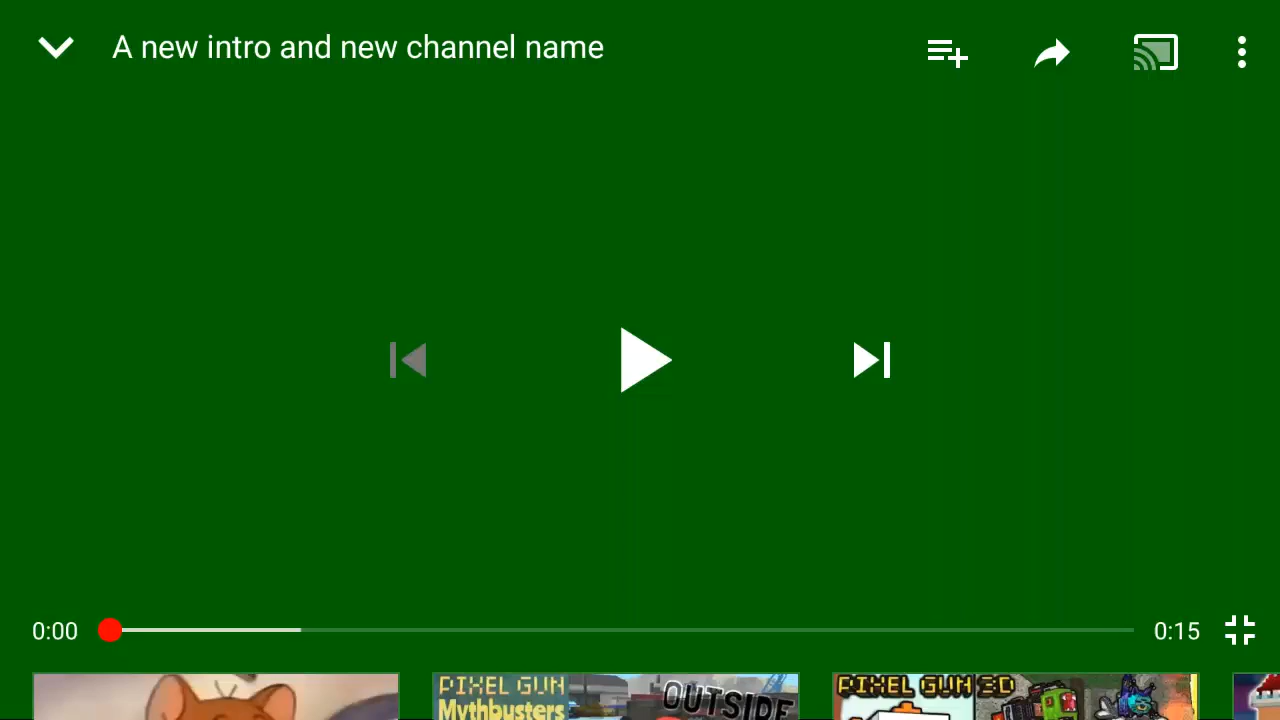 A new intro and new channel name
0:00
0:15
PIXEL GUN
Mythbusters
OUTSIDE
PIXEL GUN 3D